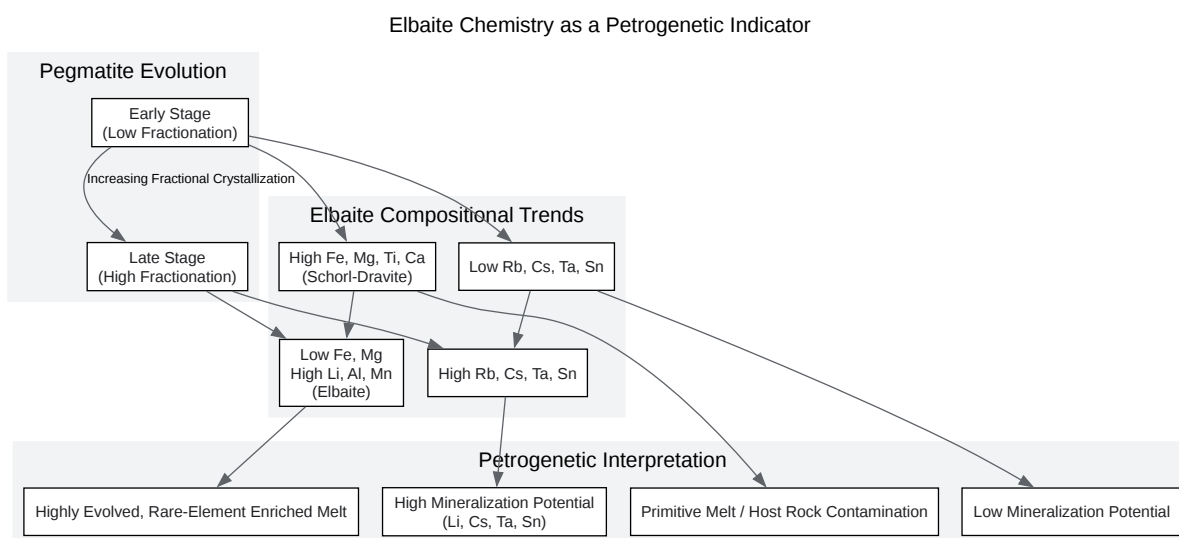 Elbaite Chemistry as a Petrogenetic Indicator
Pegmatite Evolution
Early Stage
(Low Fractionation)
Increasing Fractional Crystallization
Late Stage
(High Fractionation)
Elbaite Compositional Trends
High Fe, Mg, Ti, Ca
(Schorl-Dravite)
Low Rb, Cs, Ta, Sn
Low Fe, Mg
High Li, Al, Mn
(Elbaite)
High Rb, Cs, Ta, Sn
Petrogenetic Interpretation
Highly Evolved, Rare-Element Enriched Melt
High Mineralization Potential
(Li, Cs, Ta, Sn)
Primitive Melt / Host Rock Contamination
Low Mineralization Potential